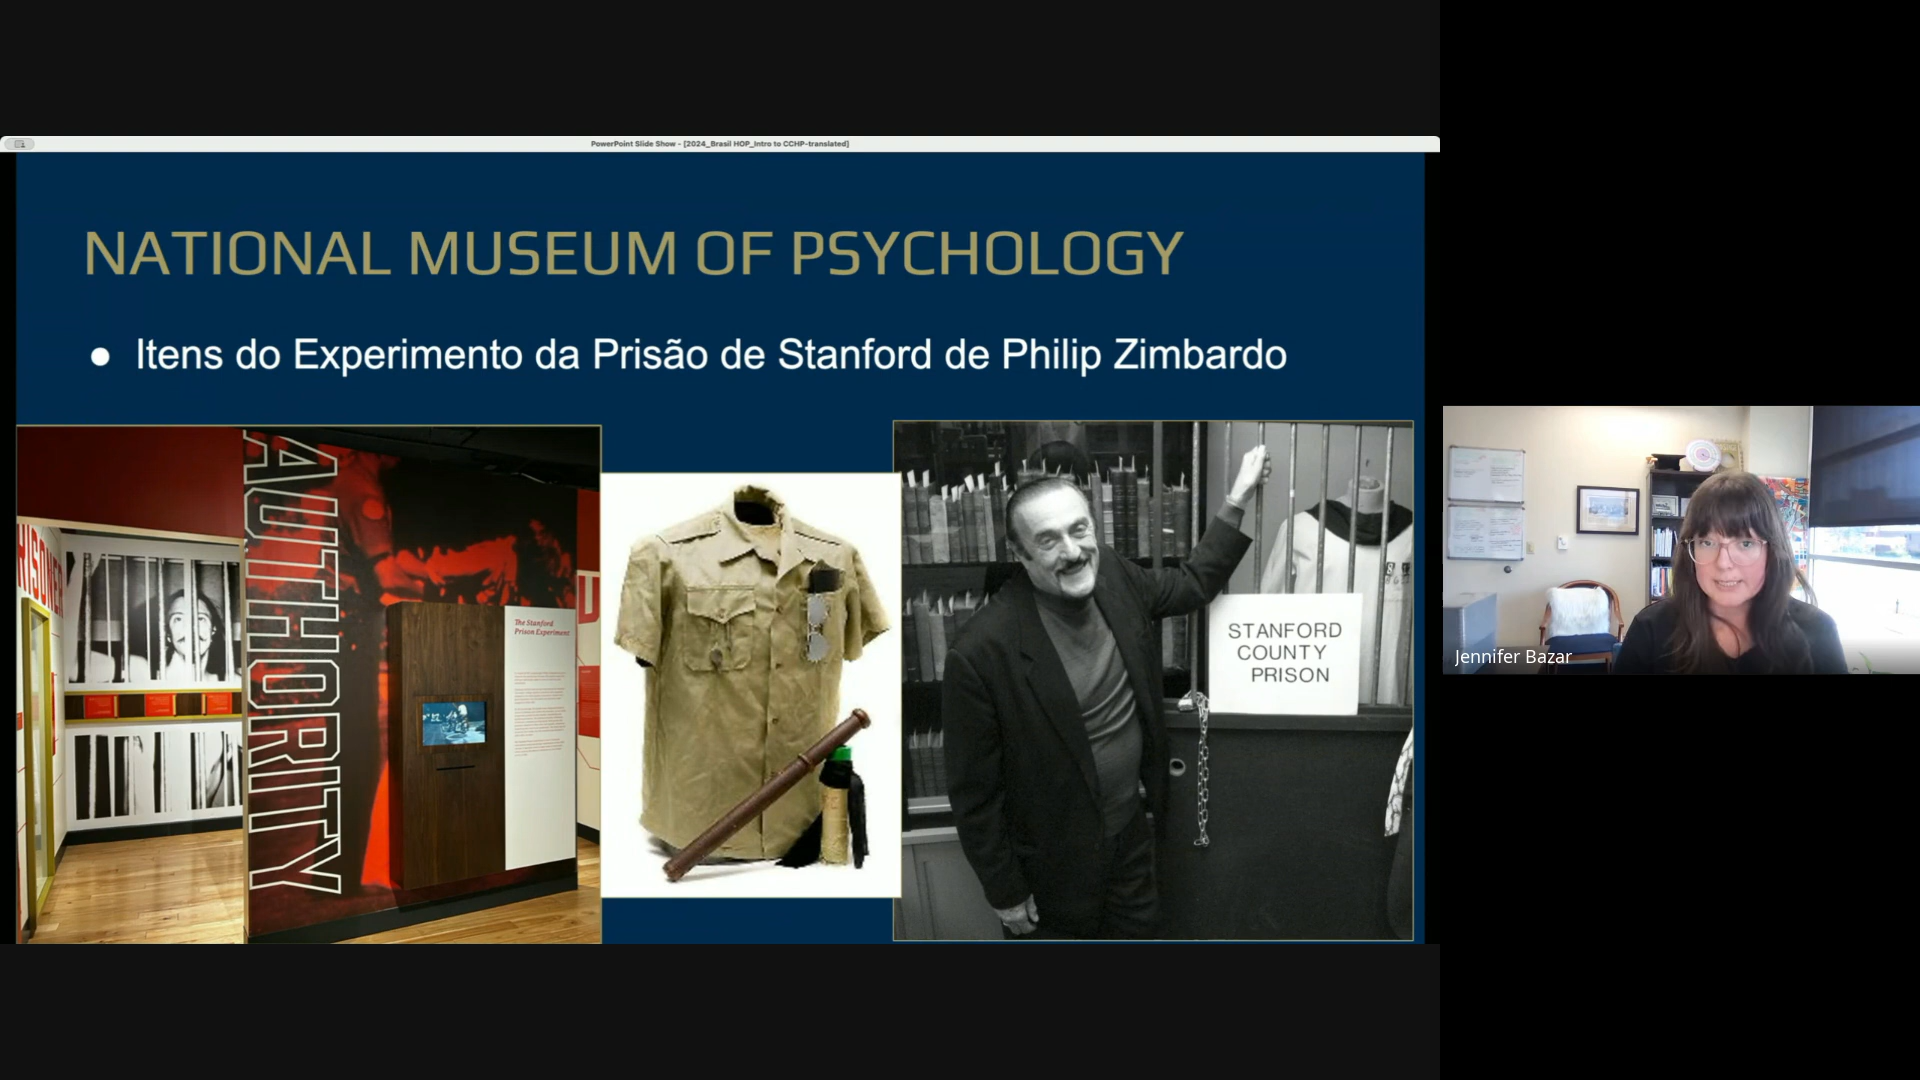 PowerPoint Slide Show - [2024_Brasil HOP_Intro to CCHP-translated]
NATIONAL MUSEUM OF PSYCHOLOGY
● Itens do Experimento da Prisão de Stanford de Philip Zimbardo
AUTHORITY
The Stanford
Prison Experiment
STANFORD
COUNTY
PRISON
Jennifer Bazar